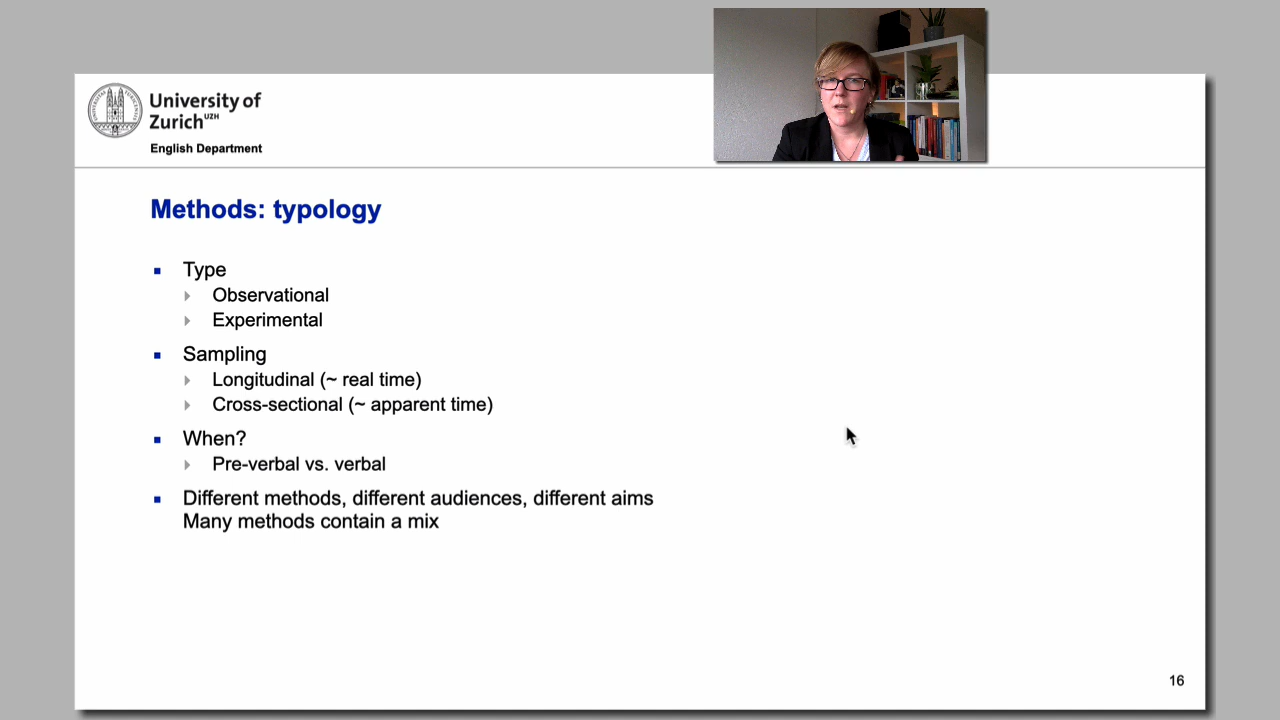 University of
Zurich UZH
English Department
Methods: typology
Type
Observational
Experimental
Sampling
Longitudinal (~ real time)
Cross-sectional (~ apparent time)
When?
Pre-verbal vs. verbal
Different methods, different audiences, different aims
Many methods contain a mix
16